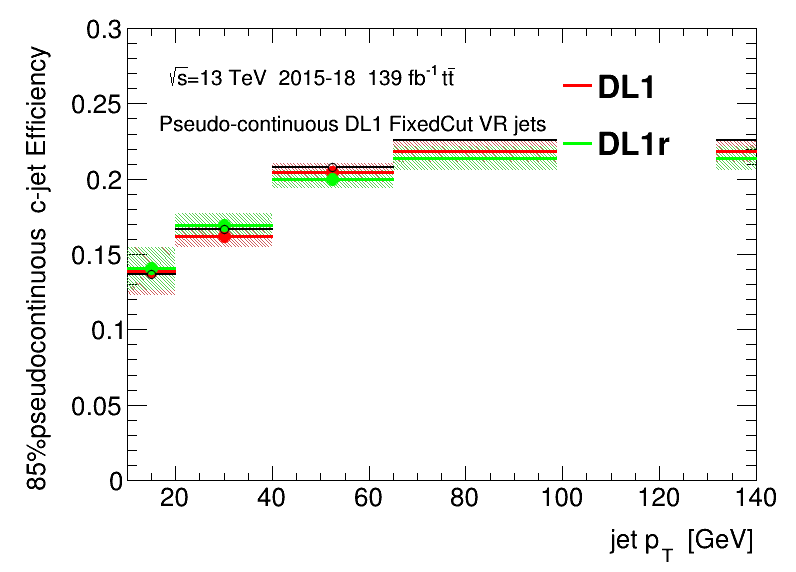 85%pseudocontinuous c-jet Efficiency
0.3
0.25
0.2
0.15
0.1
0.05
0
√s=13 TeV 2015-18 139 fb⁻¹ tt̄
Pseudo-continuous DL1 FixedCut VR jets
DL1
DL1r
20 40 60 80 100 120 140
jet p_T [GeV]